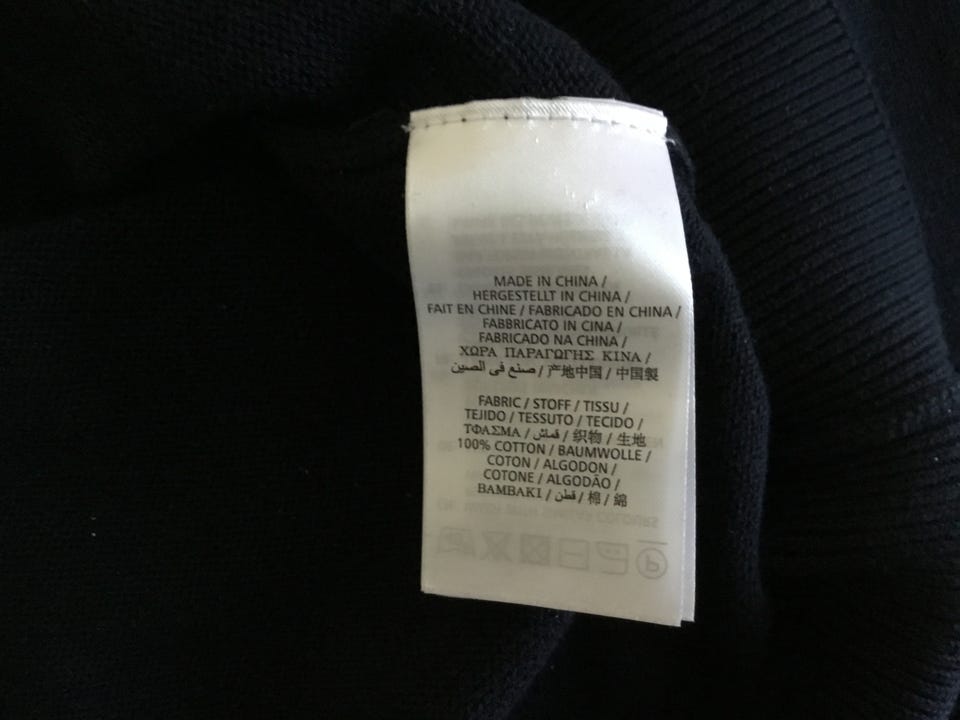 MADE IN CHINA /
HERGESTELLT IN CHINA /
FAIT EN CHINE / FABRICADO EN CHINA /
FABBRICATO IN CINA /
FABRICADO NA CHINA /
ΧΩΡΑ ΠΑΡΑΓΩΓΗΣ ΚΙΝΑ /
صنع في الصين / 产地中国 / 中国製
FABRIC / STOFF / TISSU /
TEJIDO / TESSUTO / TECIDO /
ΤΦΑΣΜΑ / قماش / 织物 / 生地
100% COTTON / BAUMWOLLE /
COTON / ALGODON /
COTONE / ALGODÃO /
ΒΑΜΒΑΚΙ / قطن / 棉 / 綿